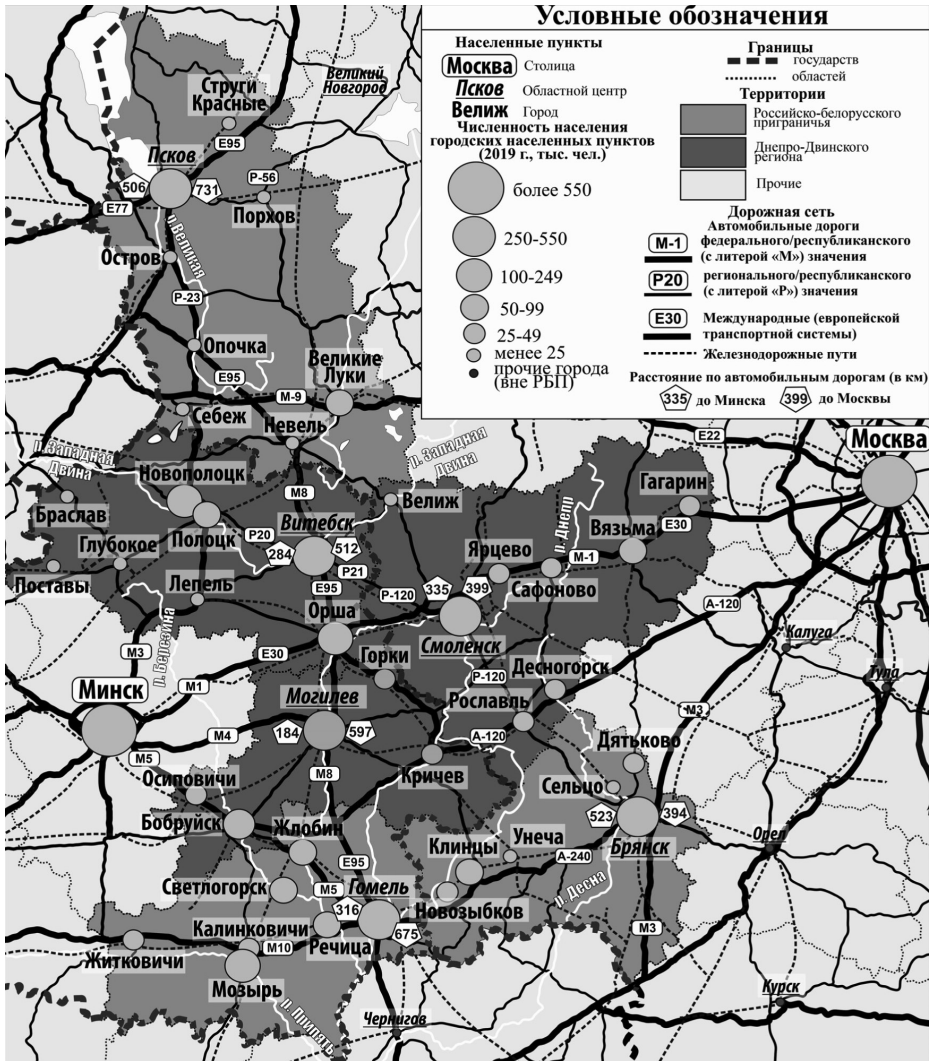 Условные обозначения
Населенные пункты
Москва Столица
Псков Областной центр
Велиж Город
Численность населения
городских населенных пунктов
(2019 г., тыс. чел.)
более 550
250-550
100-249
50-99
25-49
менее 25
прочие города
(вне РБП)
Границы
государств
областей
Территории
Российско-белорусского
приграничья
Днепро-Двинского
региона
Прочие
Дорожная сеть
Автомобильные дороги
М-1 федерального/республиканского
(с литерой «М») значения
Р20 регионального/республиканского
(с литерой «Р») значения
Е30 Международные (европейской
транспортной системы)
Железнодорожные пути
Расстояние по автомобильным дорогам (в км)
335 до Минска 399 до Москвы
Струги
Красные
Великий
Новгород
Е95
Псков
506
731
Р-56
Е77
Порхов
р.Великая
Остров
Р-23
Опочка
Великие
Луки
Е95
М-9
Себеж
Невель
р. Западная
Двина
р. Западная
Двина
Е22
Москва
Новополоцк
М8
Велиж
Гагарин
Браслав
Витебск
р. Днепр
Вязьма
Е30
Полоцк
Р20
284
512
Глубокое
Ярцево
М-1
Поставы
Лепель
Р21
Е95
Р-120
335
399
Сафоново
Орша
А-120
Смоленск
Калуга
М3
р. Березина
Е30
Горки
Р-120
Десногорск
Тула
Минск
М1
Могилев
Рославль
М3
М4
184
597
А-120
Дятьково
М5
М8
Кричев
Осиповичи
Сельцо
Бобруйск
Жлобин
523
394
Унеча
Брянск
Орел
Клинцы
А-240
Е95
Светлогорск
М5
Гомель
р. Десна
316
Новозыбков
Калинковичи
675
М10
Речица
М3
Житковичи
Мозырь
р. Припять
Чернигов
Курск